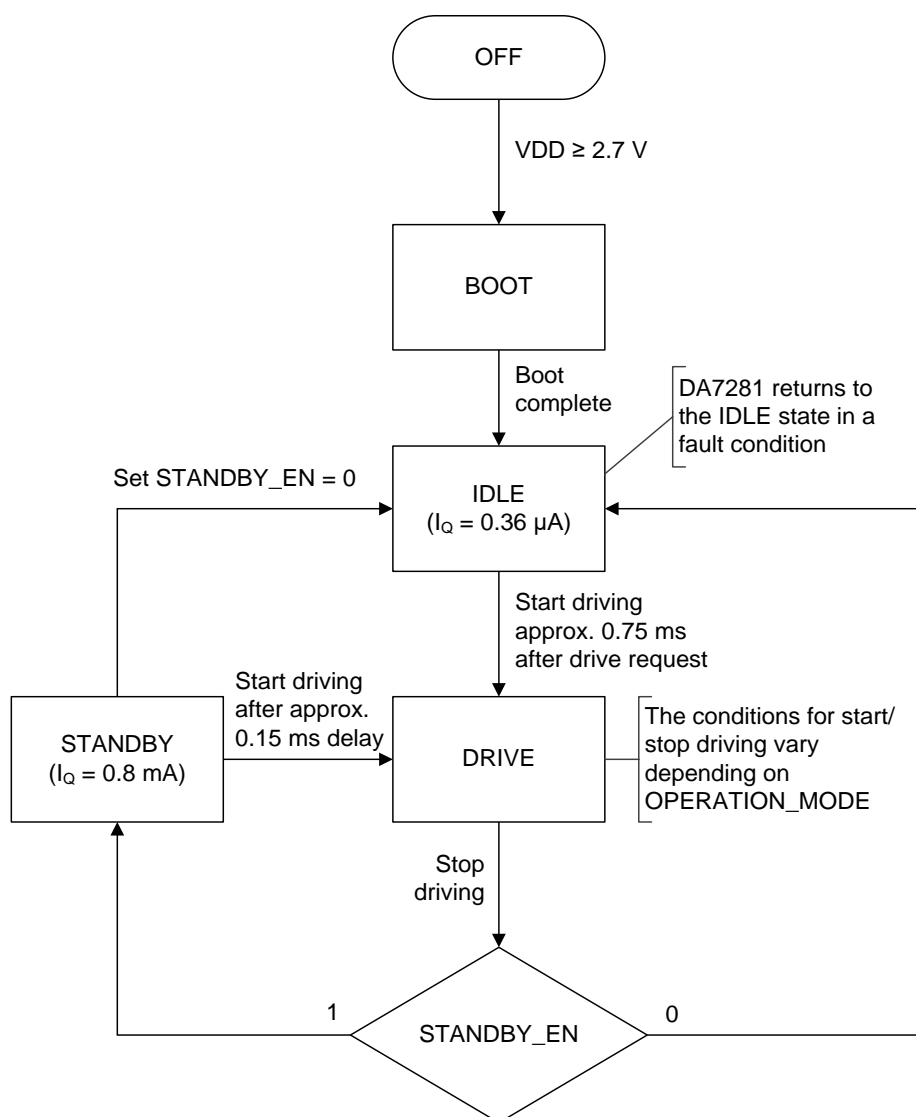 OFF
VDD ≥ 2.7 V
BOOT
Boot
complete
DA7281 returns to
the IDLE state in a
fault condition
Set STANDBY_EN = 0
IDLE
(IQ = 0.36 µA)
Start driving
approx. 0.75 ms
after drive request
Start driving
after approx.
0.15 ms delay
STANDBY
(IQ = 0.8 mA)
DRIVE
The conditions for start/
stop driving vary
depending on
OPERATION_MODE
Stop
driving
1
STANDBY_EN
0